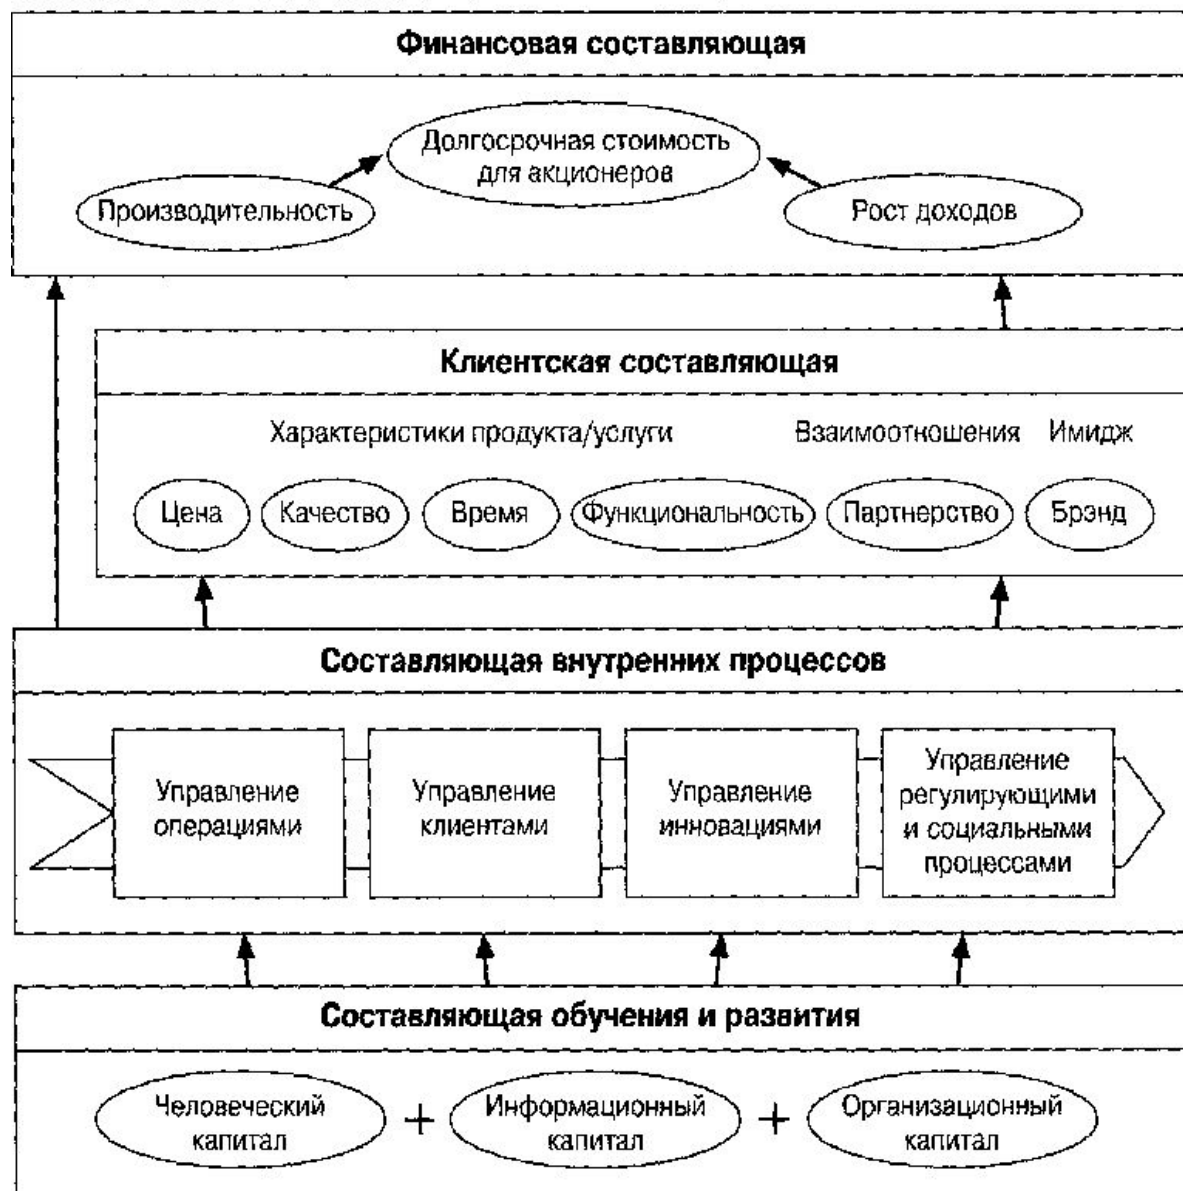 Финансовая составляющая
Долгосрочная стоимость
для акционеров
Производительность
Рост доходов
Клиентская составляющая
Характеристики продукта/услуги
Взаимоотношения
Имидж
Цена
Качество
Время
Функциональность
Партнерство
Брэнд
Составляющая внутренних процессов
Управление
операциями
Управление
клиентами
Управление
инновациями
Управление
регулирующими
и социальными
процессами
Составляющая обучения и развития
Человеческий
капитал
+
Информационный
капитал
+
Организационный
капитал